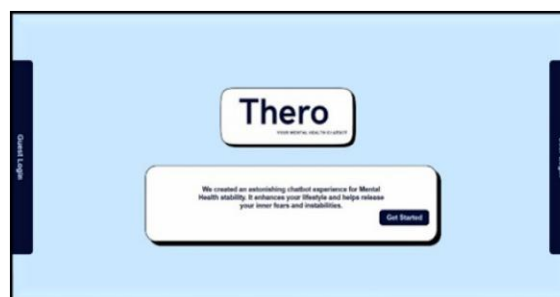 Thero
Guest Login
We created an astonishing chatbot experience for Mental
Health stability. It enhances your lifestyle and helps release
your inner fears and instabilities.
Get Started